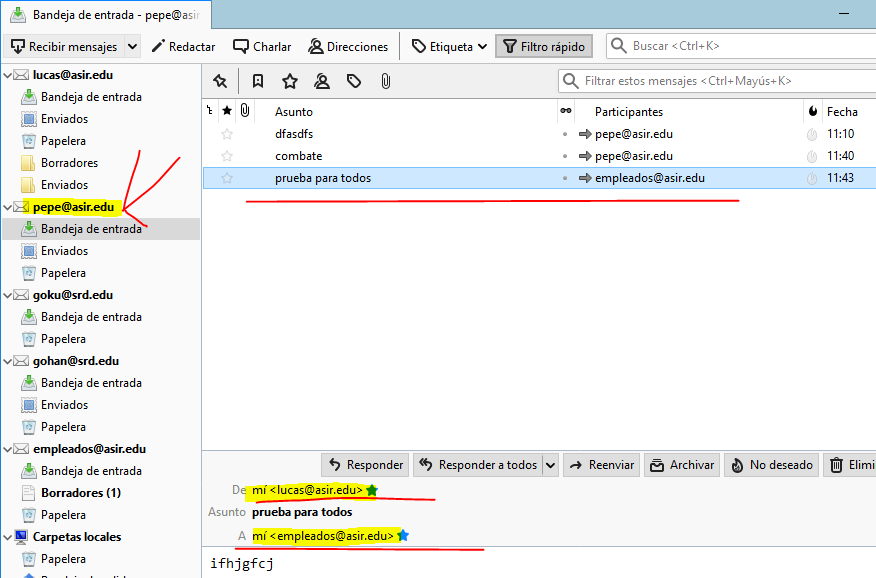 Bandeja de entrada - pepe@asir
Recibir mensajes Redactar Charlar Direcciones Etiqueta Filtro rápido Buscar <Ctrl+K>
lucas@asir.edu
Bandeja de entrada
Enviados
Papelera
Borradores
Enviados
pepe@asir.edu
Bandeja de entrada
Enviados
Papelera
goku@srd.edu
Bandeja de entrada
Papelera
gohan@srd.edu
Bandeja de entrada
Enviados
Papelera
empleados@asir.edu
Bandeja de entrada
Borradores (1)
Papelera
Carpetas locales
Papelera
Filtrar estos mensajes <Ctrl+Mayús+K>
Asunto Participantes Fecha
dfasdfs pepe@asir.edu 11:10
combate pepe@asir.edu 11:40
prueba para todos empleados@asir.edu 11:43
Responder Responder a todos Reenviar Archivar No deseado Elimi
De mí <lucas@asir.edu>
Asunto prueba para todos
A mí <empleados@asir.edu>
ifhjgfcj